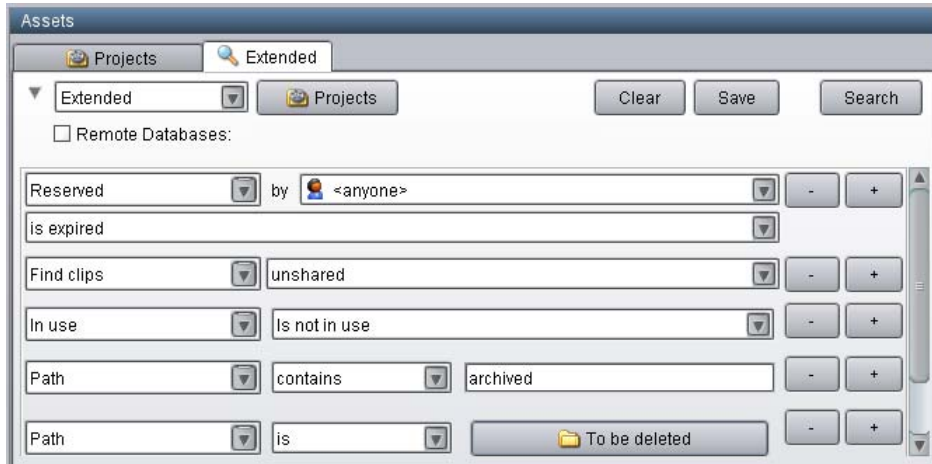 Assets
Projects Extended
Extended Projects Clear Save Search
Remote Databases:
Reserved by <anyone> - +
is expired
Find clips unshared - +
In use Is not in use - +
Path contains archived - +
Path is To be deleted - +